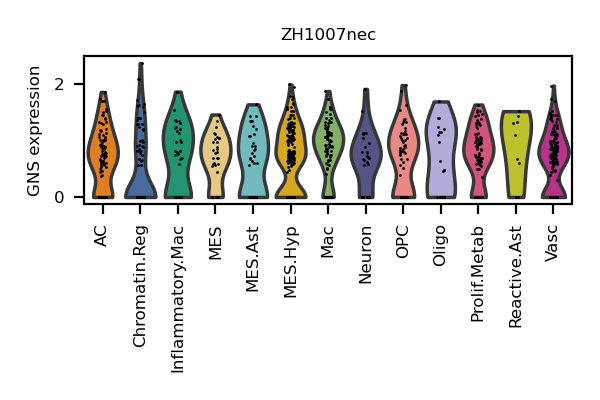 ZH1007nec
GNS expression
2
0
AC
Chromatin.Reg
Inflammatory.Mac
MES
MES.Ast
MES.Hyp
Mac
Neuron
OPC
Oligo
Prolif.Metab
Reactive.Ast
Vasc